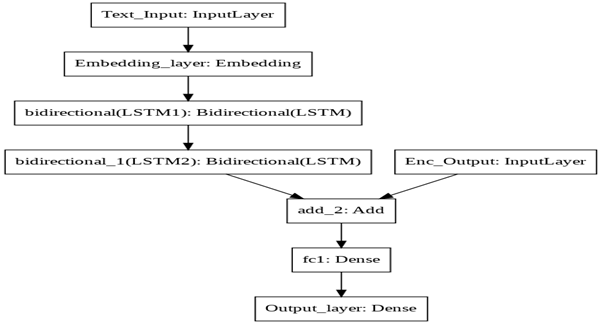 Text_Input: InputLayer
Embedding_layer: Embedding
bidirectional(LSTM1): Bidirectional(LSTM)
bidirectional_1(LSTM2): Bidirectional(LSTM)
Enc_Output: InputLayer
add_2: Add
fc1: Dense
Output_layer: Dense